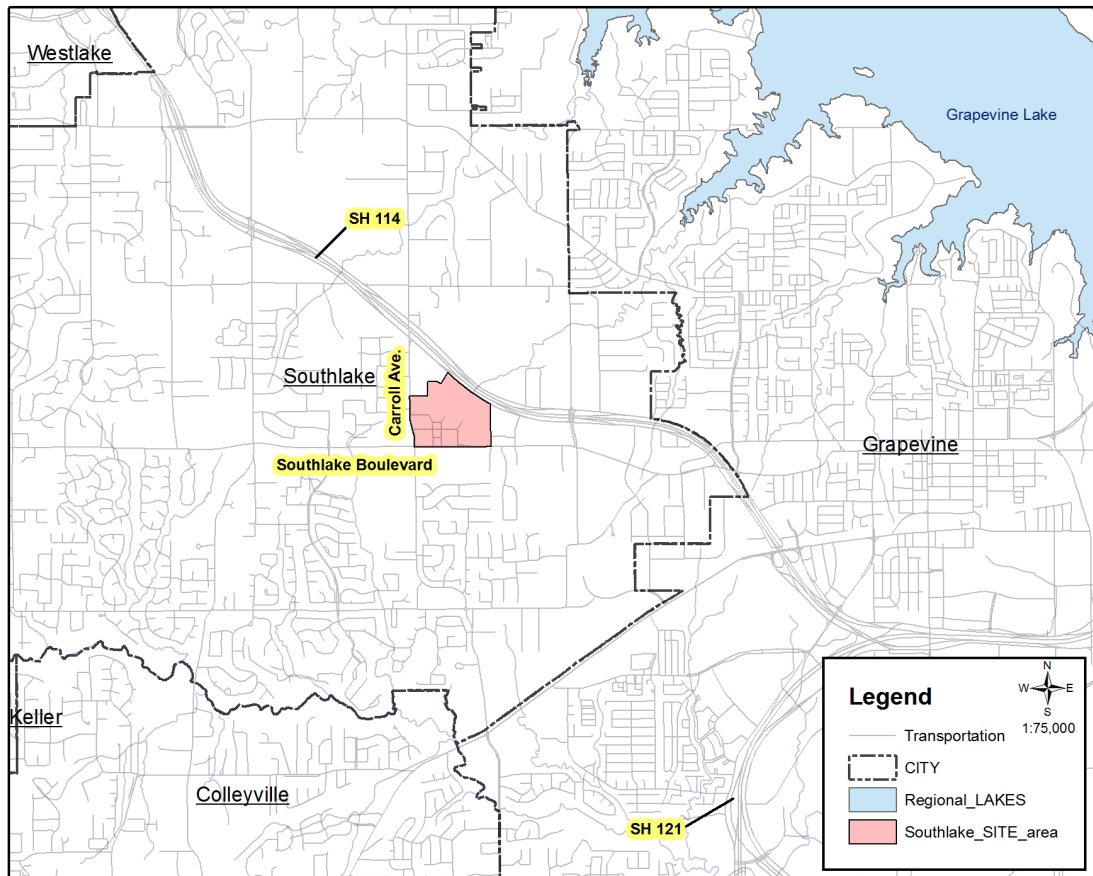 Westlake
Grapevine Lake
SH 114
Carroll Ave.
Southlake
Grapevine
Southlake Boulevard
Keller
Colleyville
SH 121
Legend
N
W
E
S
1:75,000
Transportation
CITY
Regional_LAKES
Southlake_SITE_area